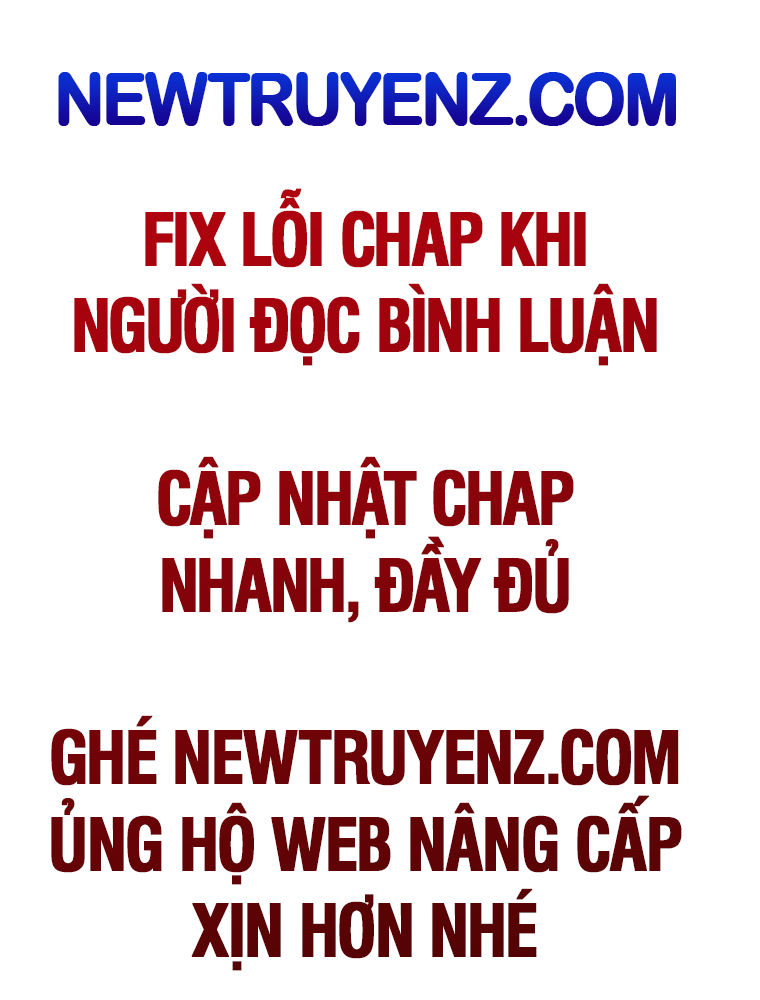 NEWTRUYENZ.COM
FIX LỖI CHAP KHI
NGƯỜI ĐỌC BÌNH LUẬN
CẬP NHẬT CHAP
NHANH, ĐẦY ĐỦ
GHÉ NEWTRUYENZ.COM
ỦNG HỘ WEB NÂNG CẤP
XỊN HƠN NHÉ